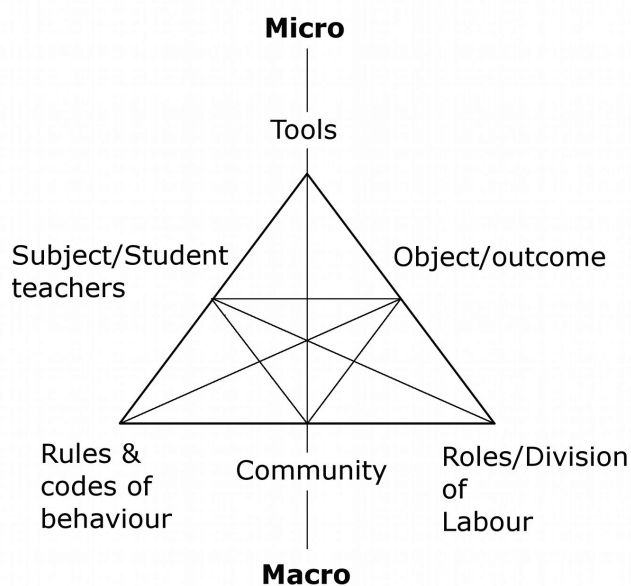 Micro
Tools
Subject/Student
teachers
Object/outcome
Rules &
codes of
behaviour
Community
Roles/Division
of
Labour
Macro